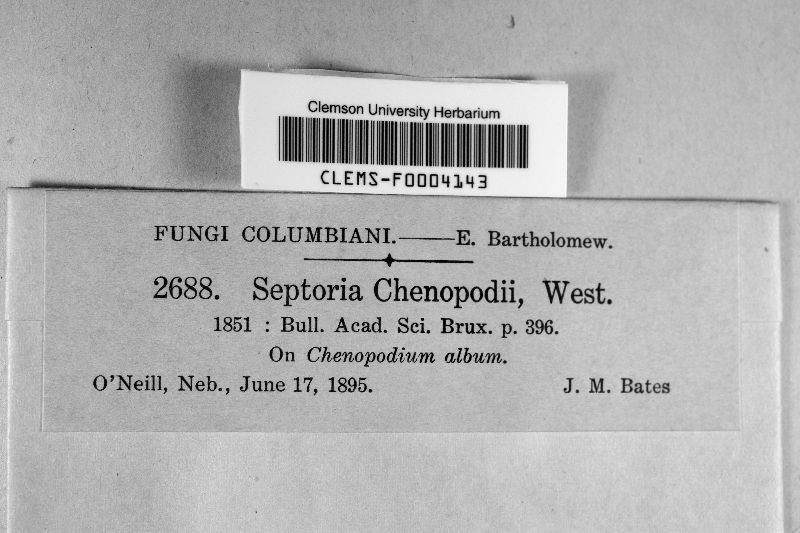 Clemson University Herbarium
CLEMS-F0004143
FUNGI COLUMBIANI.——E. Bartholomew.
2688. Septoria Chenopodii, West.
1851 : Bull. Acad. Sci. Brux. p. 396.
On Chenopodium album.
O'Neill, Neb., June 17, 1895. J. M. Bates